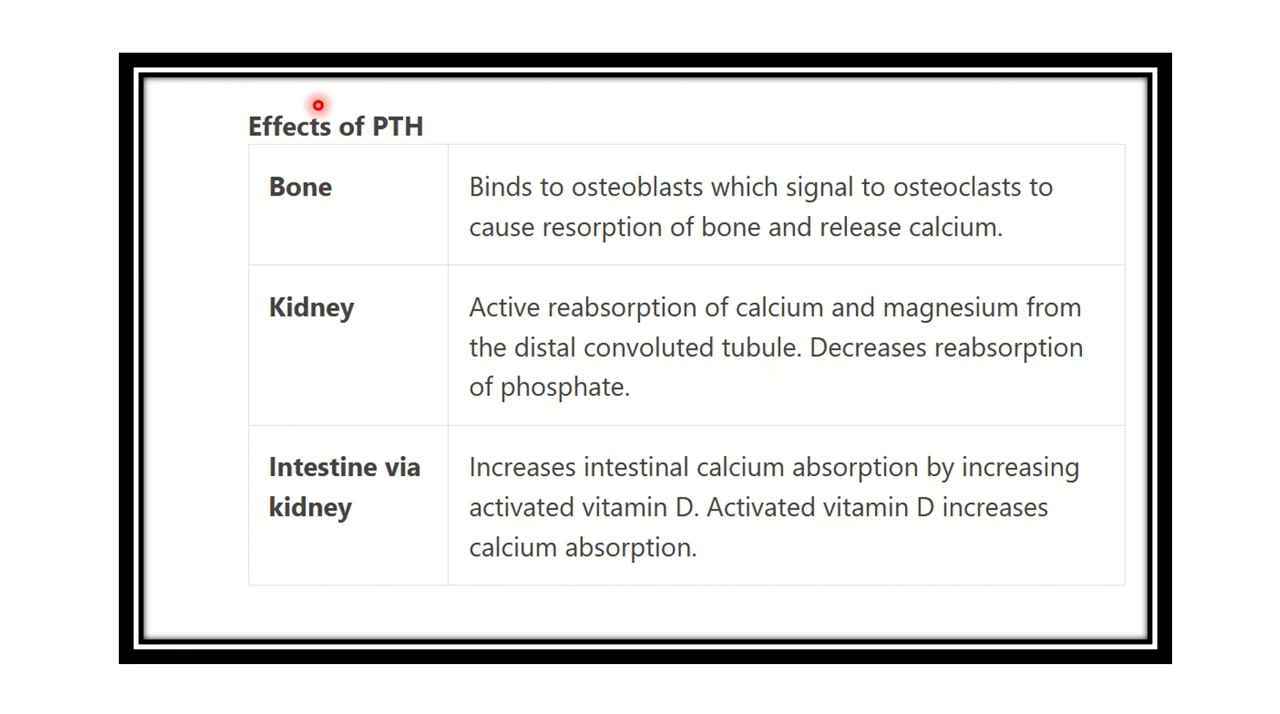 Effects of PTH
Bone
Binds to osteoblasts which signal to osteoclasts to
cause resorption of bone and release calcium.
Kidney
Active reabsorption of calcium and magnesium from
the distal convoluted tubule. Decreases reabsorption
of phosphate.
Intestine via
kidney
Increases intestinal calcium absorption by increasing
activated vitamin D. Activated vitamin D increases
calcium absorption.